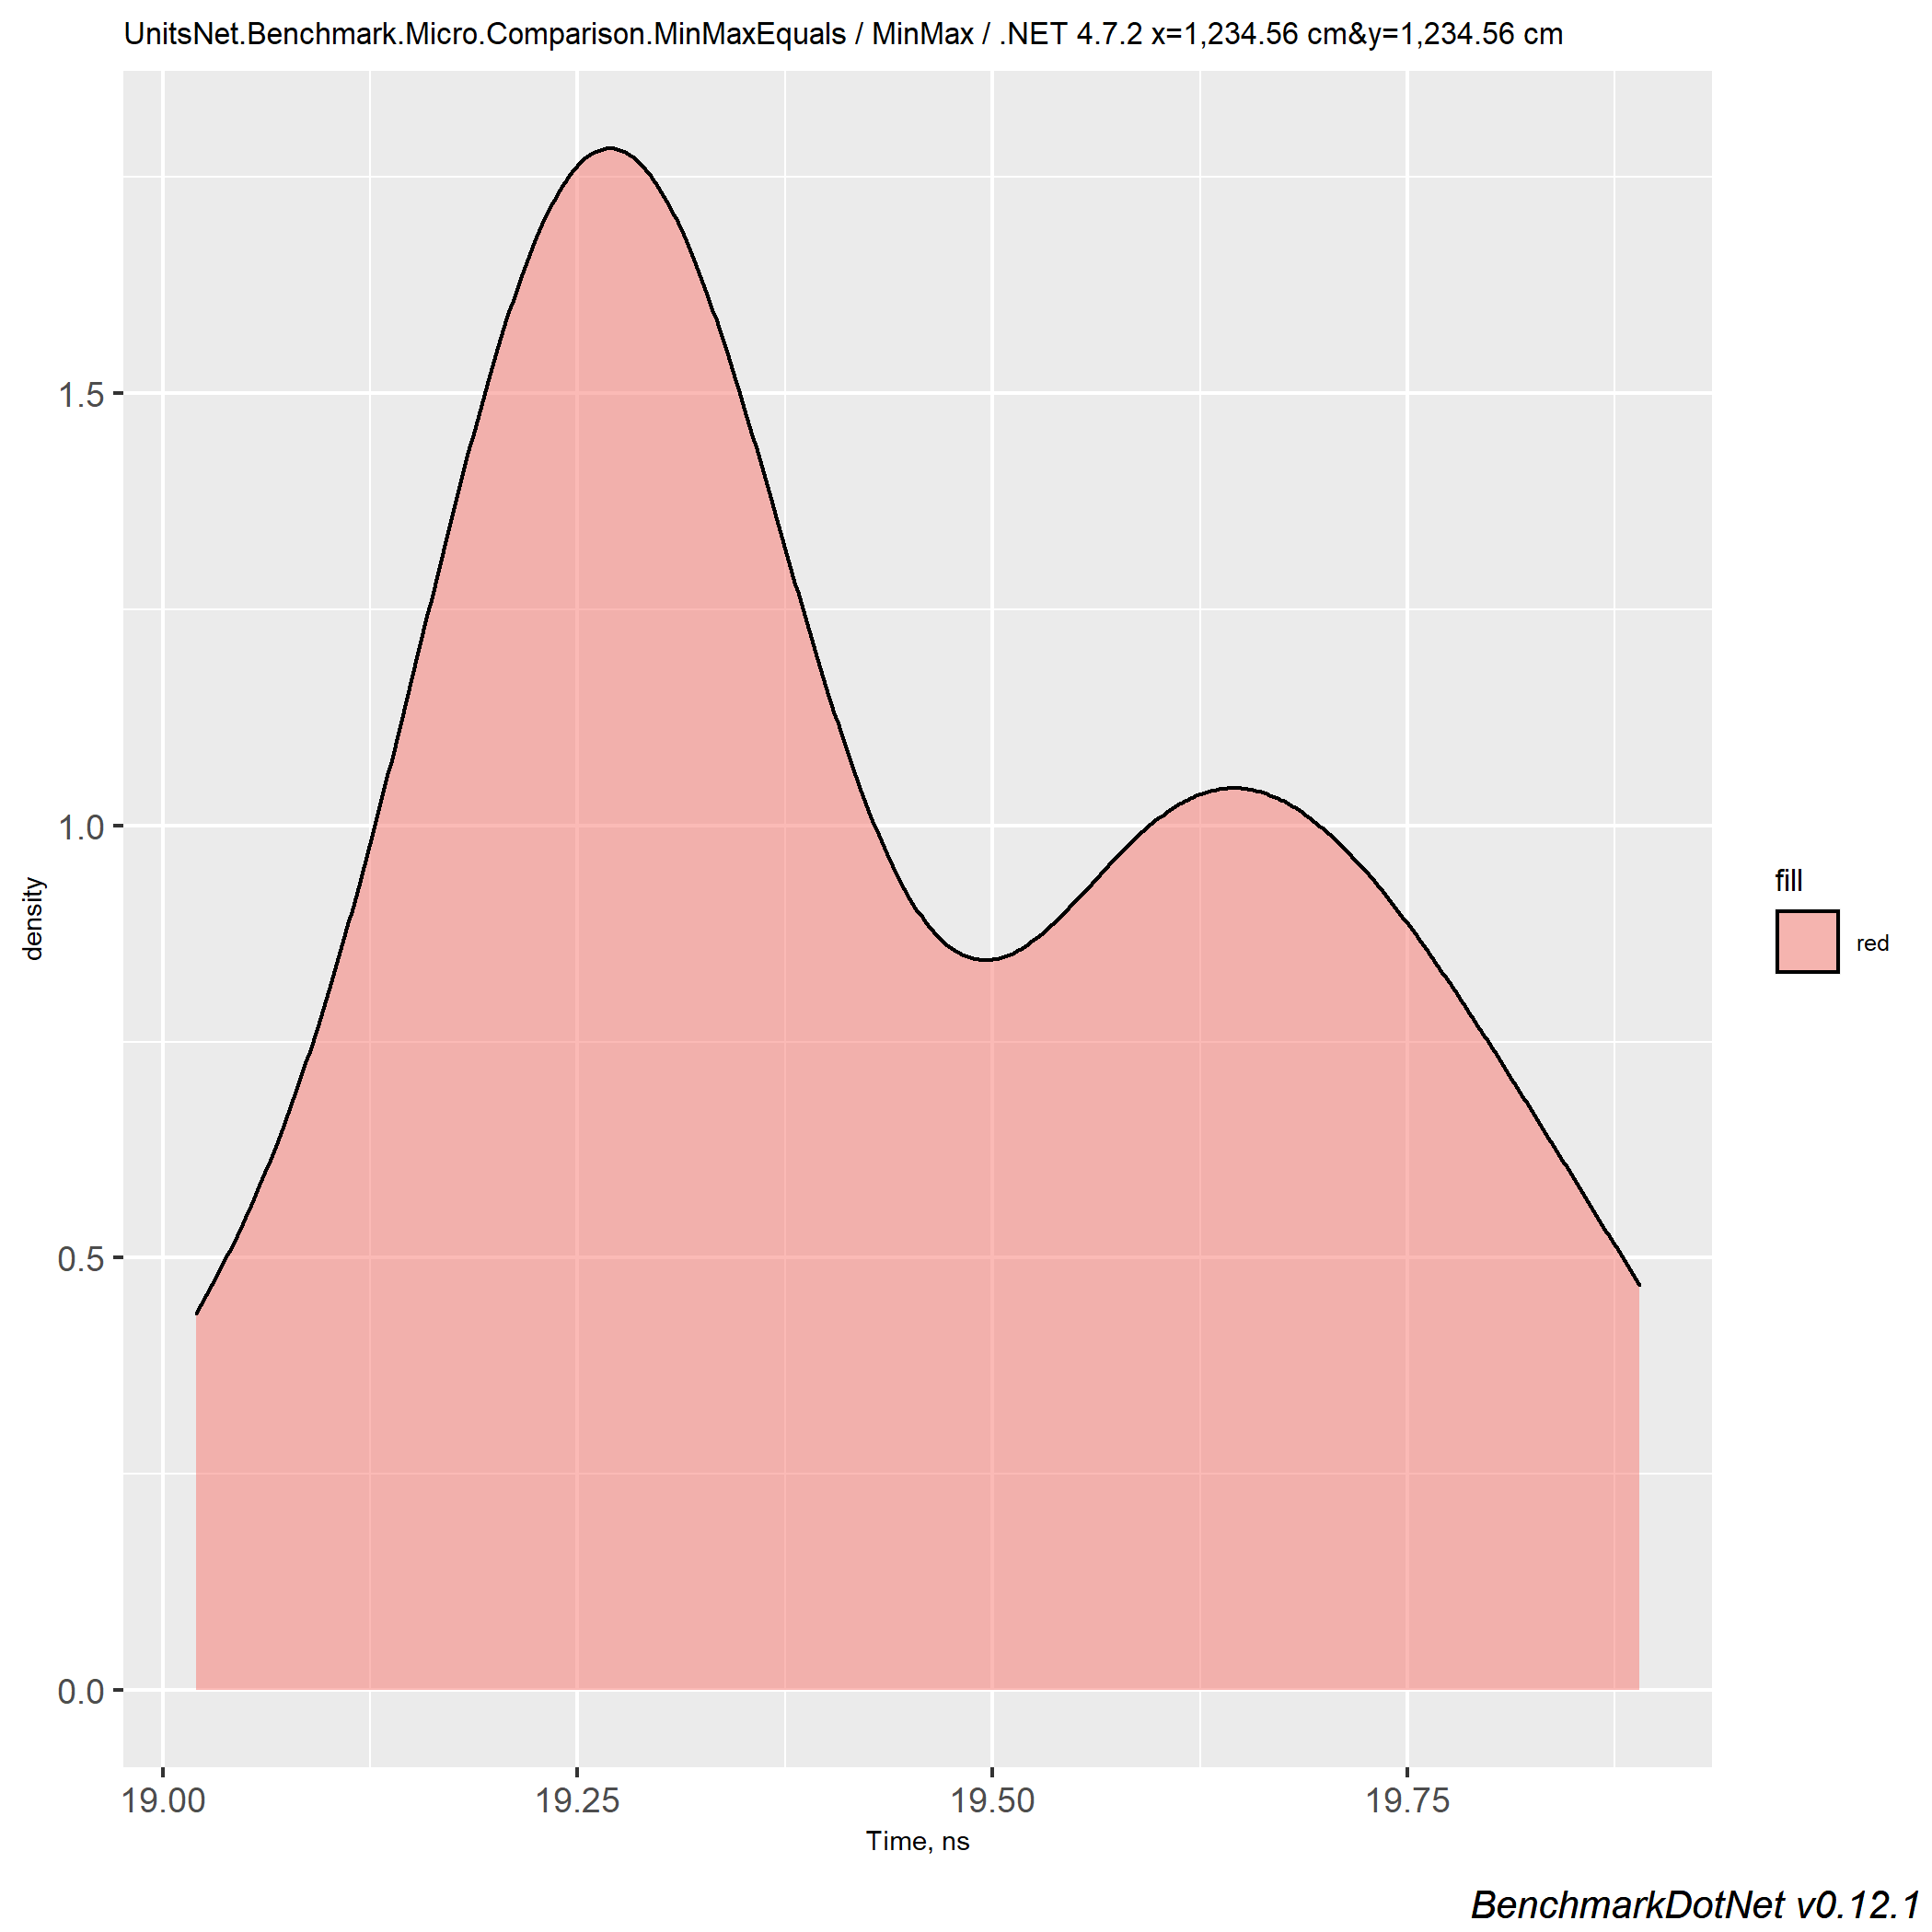 UnitsNet.Benchmark.Micro.Comparison.MinMaxEquals / MinMax / .NET 4.7.2 x=1,234.56 cm&y=1,234.56 cm
density
1.5
1.0
0.5
0.0
19.00 19.25 19.50 19.75
Time, ns
fill
red
BenchmarkDotNet v0.12.1